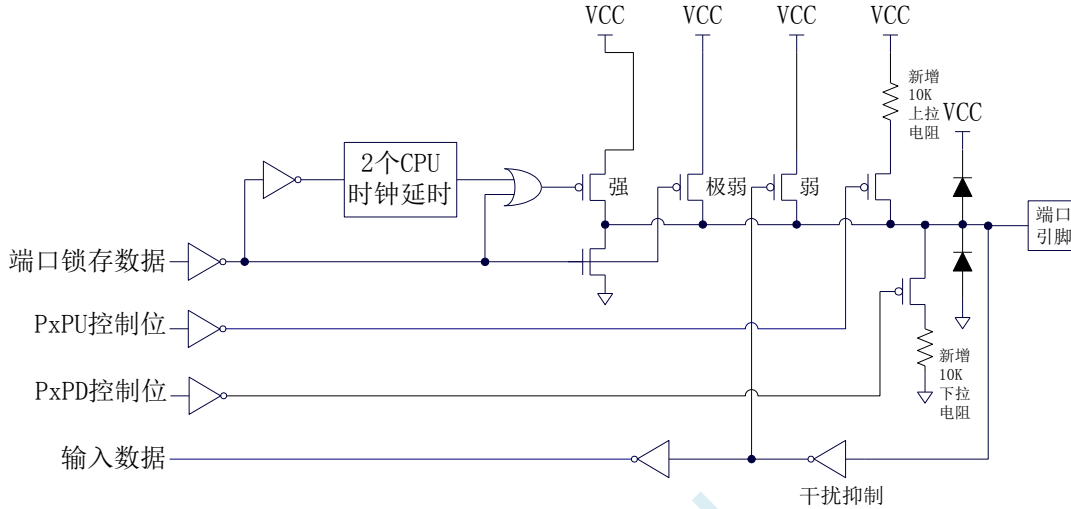 VCC
VCC
VCC
VCC
新增
10K
上拉
电阻
VCC
2个CPU
时钟延时
强
极弱
弱
端口
引脚
端口锁存数据
PxPU控制位
新增
10K
下拉
电阻
PxPD控制位
输入数据
干扰抑制